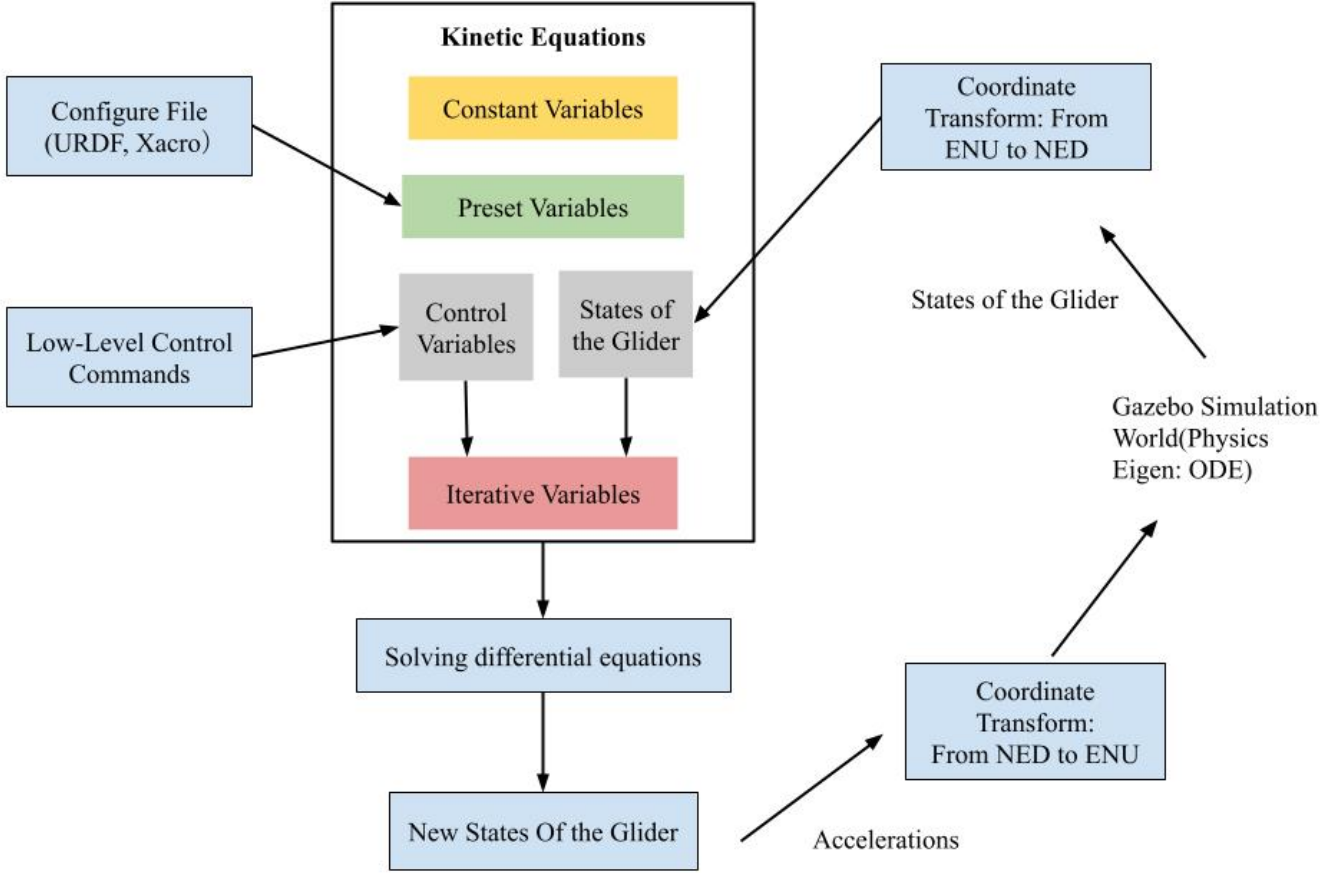 Kinetic Equations
Constant Variables
Configure File
(URDF, Xacro)
Preset Variables
Coordinate
Transform: From
ENU to NED
Low-Level Control
Commands
Control
Variables
States of
the Glider
States of the Glider
Iterative Variables
Gazebo Simulation
World(Physics
Eigen: ODE)
Solving differential equations
Coordinate
Transform:
From NED to ENU
New States Of the Glider
Accelerations